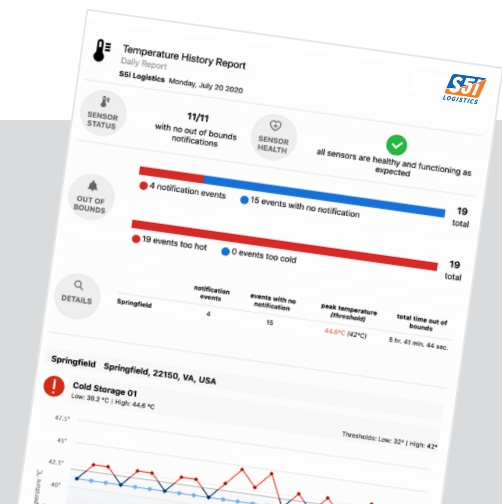 Temperature History Report
Daily Report
S5i Logistics Monday, July 20 2020
S5i
LOGISTICS
SENSOR
STATUS
11/11
with no out of bounds
notifications
SENSOR
HEALTH
all sensors are healthy and functioning as
expected
OUT OF
BOUNDS
4 notification events 15 events with no notification
19
total
19 events too hot 0 events too cold
19
total
DETAILS
notification
events
events with no
notification
peak temperature
(threshold)
total time out of
bounds
Springfield 4 15 44.6°C (42°C) 5 hr. 41 min. 44 sec.
Springfield Springfield, 22150, VA, USA
Cold Storage 01
Low: 39.2 °C | High: 44.6 °C
Thresholds: Low: 32° | High: 42°
47.5°
45°
42.5°
40°